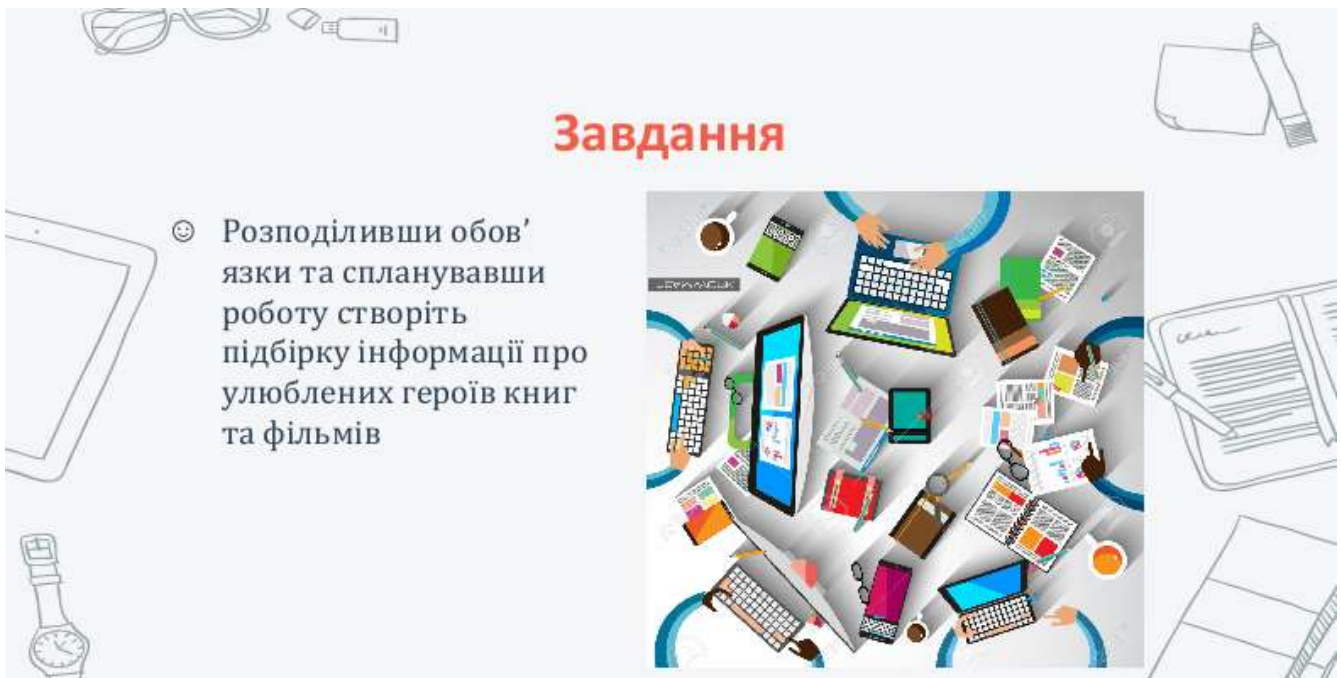 Завдання
☺ Розподіливши обов’
язки та спланувавши
роботу створіть
підбірку інформації про
улюблених героїв книг
та фільмів